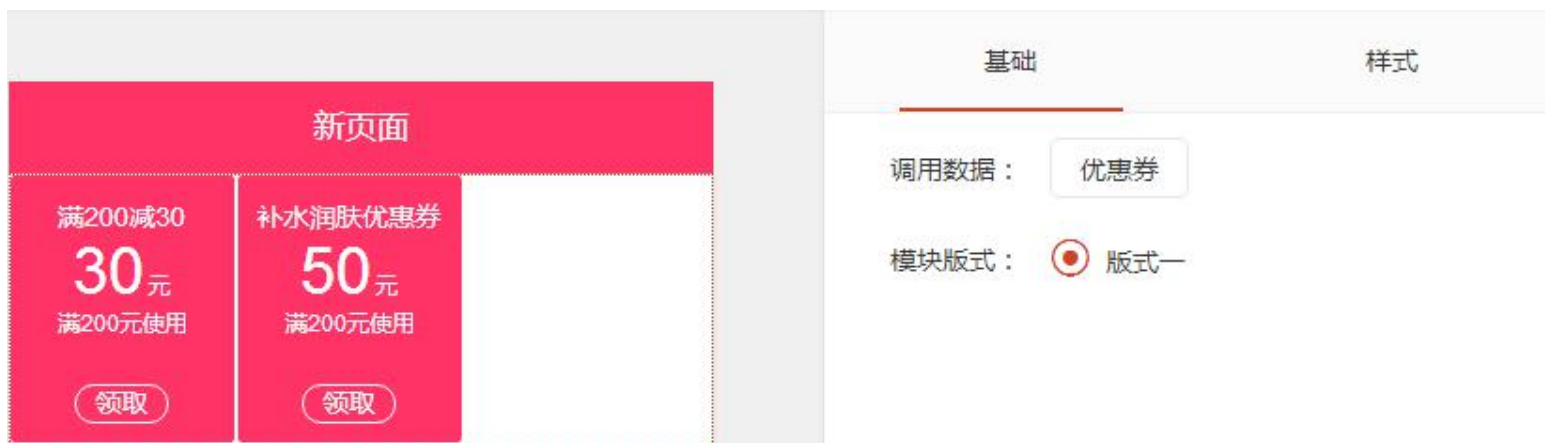 基础
样式
新页面
满200减30
30元
满200元使用
领取
补水润肤优惠券
50元
满200元使用
领取
调用数据：
优惠券
模块版式：
版式一